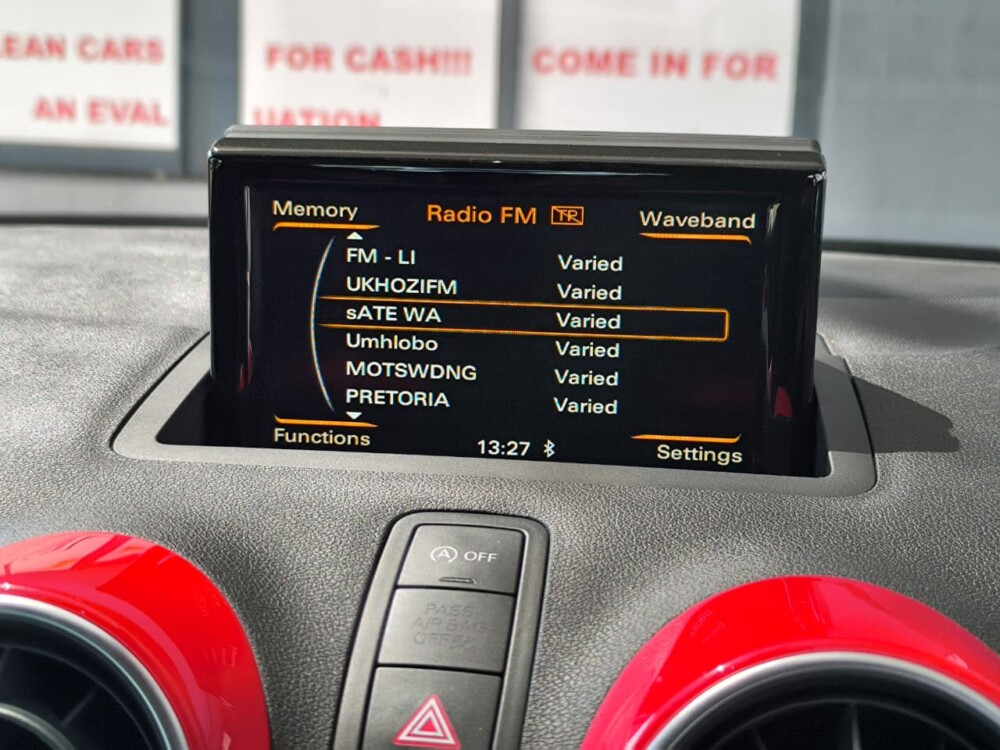 LEAN CARS
FOR CASH!!!
COME IN FOR
AN EVAL
UATION
Memory
Radio FM
Waveband
FM - LI Varied
UKHOZIFM Varied
sATE WA Varied
Umhlobo Varied
MOTSWDNG Varied
PRETORIA Varied
Functions
13:27
Settings
A OFF
PASS
AIR BAG
OFF